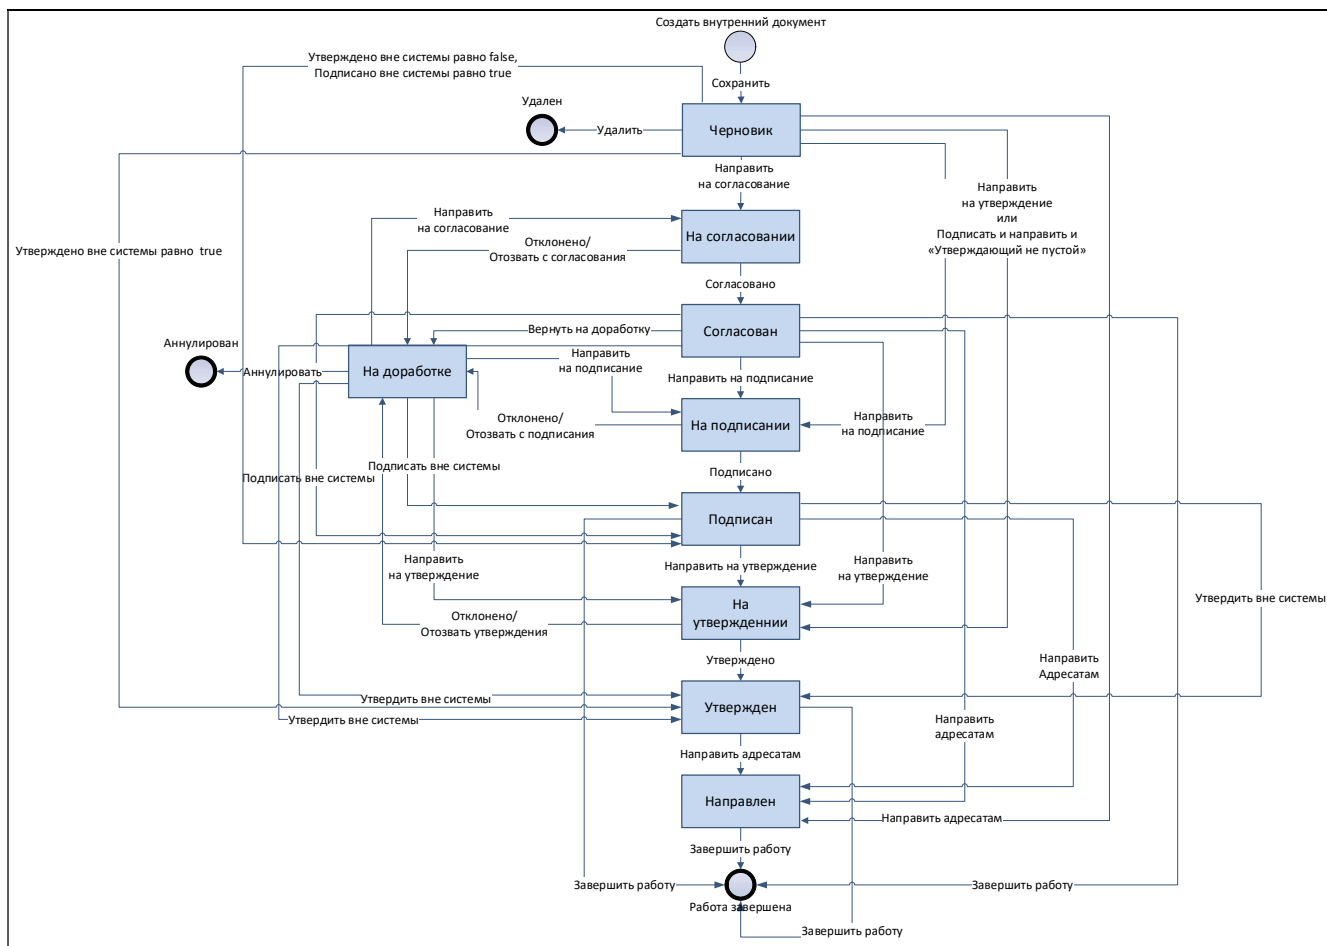 Создать внутренний документ
Утверждено вне системы равно false,
Подписано вне системы равно true
Сохранить
Удален
Удалить
Черновик
Направить
на согласование
Направить
на утверждение
или
Подписать и направить и
«Утверждающий не пустой»
Направить
на согласование
На согласовании
Утверждено вне системы равно true
Отклонено/
Отозвать с согласования
Согласовано
Вернуть на доработку
Согласован
Аннулирован
Аннулировать
На доработке
Направить
на подписание
Направить на подписание
Отклонено/
Отозвать с подписания
На подписании
Направить
на подписание
Подписать вне системы
Подписать вне системы
Подписано
Подписан
Направить
на утверждение
Направить на утверждение
Направить
на утверждение
Утвердить вне системы
На
утвержденнии
Отклонено/
Отозвать утверждения
Утверждено
Направить
Адресатам
Утвердить вне системы
Утвержден
Утвердить вне системы
Направить
адресатам
Направить адресатам
Направлен
Направить адресатам
Завершить работу
Завершить работу
Завершить работу
Работа завершена
Завершить работу